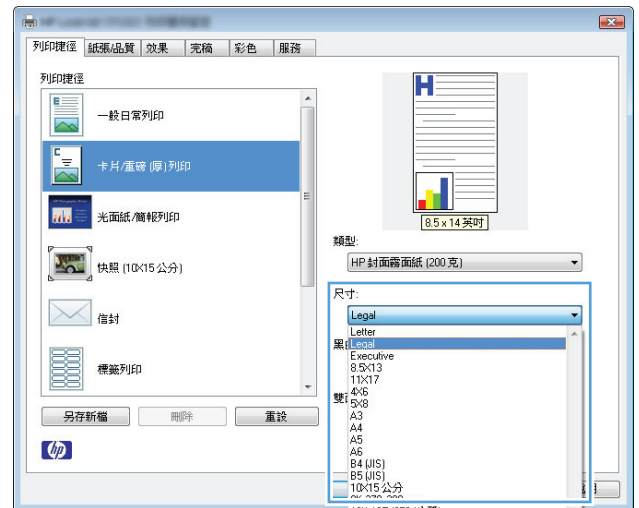 列印捷徑 紙張/品質 效果 完稿 彩色 服務
列印捷徑
一般日常列印
卡片/重磅 (厚) 列印
光面紙/簡報列印
快照 (10X15 公分)
信封
標籤列印
另存新檔 刪除 重設
hp
8.5 x 14 英吋
類型:
HP 封面霧面紙 (200 克)
尺寸:
Legal
Letter
Legal
Executive
8.5X13
11X17
4X6
5X8
A3
A4
A5
A6
B4 (JIS)
B5 (JIS)
10X15 公分